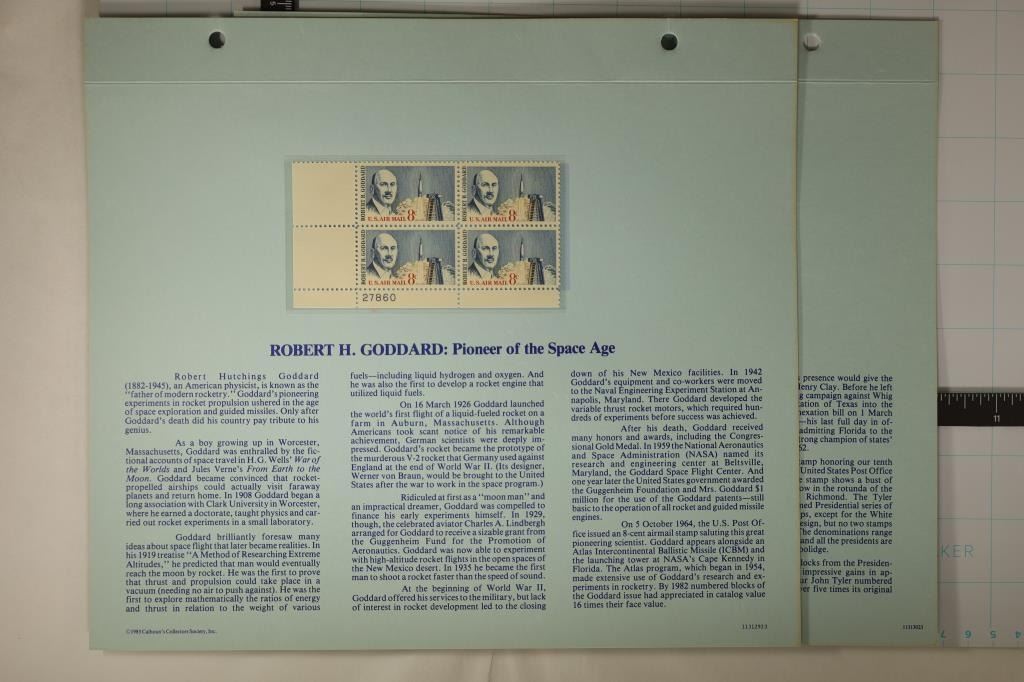 ROBERT H. GODDARD
U.S. AIR MAIL 8c
ROBERT H. GODDARD
U.S. AIR MAIL 8c
ROBERT H. GODDARD
U.S. AIR MAIL 8c
ROBERT H. GODDARD
U.S. AIR MAIL 8c
27860
ROBERT H. GODDARD: Pioneer of the Space Age
Robert Hutchings Goddard
(1882-1945), an American physicist, is known as the
"father of modern rocketry." Goddard's pioneering
experiments in rocket propulsion ushered in the age
of space exploration and guided missiles. Only after
Goddard's death did his country pay tribute to his
genius.
As a boy growing up in Worcester,
Massachusetts, Goddard was enthralled by the fic-
tional accounts of space travel in H.G. Wells' War of
the Worlds and Jules Verne's From Earth to the
Moon. Goddard became convinced that rocket-
propelled airships could actually visit faraway
planets and return home. In 1908 Goddard began a
long association with Clark University in Worcester,
where he earned a doctorate, taught physics and car-
ried out rocket experiments in a small laboratory.
Goddard brilliantly foresaw many
ideas about space flight that later became realities. In
his 1919 treatise "A Method of Researching Extreme
Altitudes," he predicted that man would eventually
reach the moon by rocket. He was the first to prove
that thrust and propulsion could take place in a
vacuum (needing no air to push against). He was the
first to explore mathematically the ratios of energy
and thrust in relation to the weight of various
fuels—including liquid hydrogen and oxygen. And
he was also the first to develop a rocket engine that
utilized liquid fuels.
On 16 March 1926 Goddard launched
the world's first flight of a liquid-fueled rocket on a
farm in Auburn, Massachusetts. Although
Americans took scant notice of his remarkable
achievement, German scientists were deeply im-
pressed. Goddard's rocket became the prototype of
the murderous V-2 rocket that Germany used against
England at the end of World War II. (Its designer,
Werner von Braun, would be brought to the United
States after the war to work in the space program.)
Ridiculed at first as a "moon man" and
an impractical dreamer, Goddard was compelled to
finance his early experiments himself. In 1929,
though, the celebrated aviator Charles A. Lindbergh
arranged for Goddard to receive a sizable grant from
the Guggenheim Fund for the Promotion of
Aeronautics. Goddard was now able to experiment
with high-altitude rocket flights in the open spaces of
the New Mexico desert. In 1935 he became the first
man to shoot a rocket faster than the speed of sound.
At the beginning of World War II,
Goddard offered his services to the military, but lack
of interest in rocket development led to the closing
down of his New Mexico facilities. In 1942
Goddard's equipment and co-workers were moved
to the Naval Engineering Experiment Station at An-
napolis, Maryland. There Goddard developed the
variable thrust rocket motors, which required hun-
dreds of experiments before success was achieved.
After his death, Goddard received
many honors and awards, including the Congres-
sional Gold Medal. In 1959 the National Aeronautics
and Space Administration (NASA) named its
research and engineering center at Beltsville,
Maryland, the Goddard Space Flight Center. And
one year later the United States government awarded
the Guggenheim Foundation and Mrs. Goddard $1
million for the use of the Goddard patents—still
basic to the operation of all rocket and guided missile
engines.
On 5 October 1964, the U.S. Post Of-
fice issued an 8-cent airmail stamp saluting this great
pioneering scientist. Goddard appears alongside an
Atlas Intercontinental Ballistic Missile (ICBM) and
the launching tower at NASA's Cape Kennedy in
Florida. The Atlas program, which began in 1954,
made extensive use of Goddard's research and ex-
periments in rocketry. By 1982 numbered blocks of
the Goddard issue had appreciated in catalog value
16 times their face value.
©1983 Calhoun's Collectors Society, Inc.
11312933
presence would give the
Henry Clay. Before he left
campaign against Whig
of Texas into the
nexation bill on 1 March
—his last full day in of-
admitting Florida to the
rong champion of states'
62.
amp honoring our tenth
United States Post Office
stamp shows a bust of
ow in the rotunda of the
Richmond. The Tyler
ned Presidential series of
ps, except for the White
esign, but no two stamps
The denominations range
and all the presidents are
oolidge.
locks from the Presiden-
impressive gains in ap-
ur John Tyler numbered
ver five times its original
11313023
KER
11
7 6 5 4